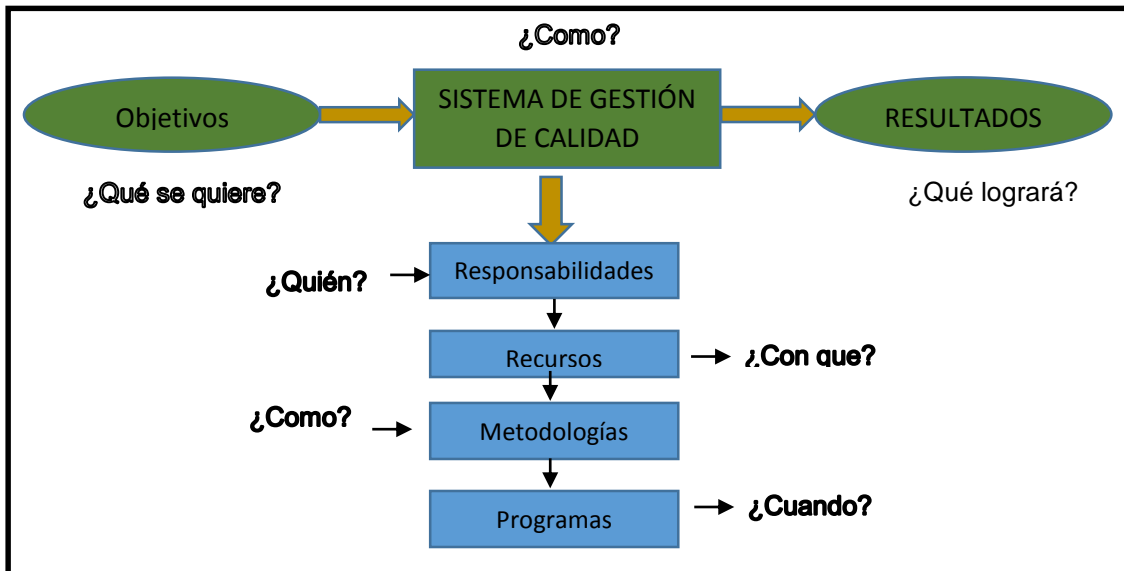 ¿Como?
Objetivos
SISTEMA DE GESTIÓN
DE CALIDAD
RESULTADOS
¿Qué se quiere?
¿Qué logrará?
¿Quién?
Responsabilidades
Recursos
¿Con que?
¿Como?
Metodologías
Programas
¿Cuando?